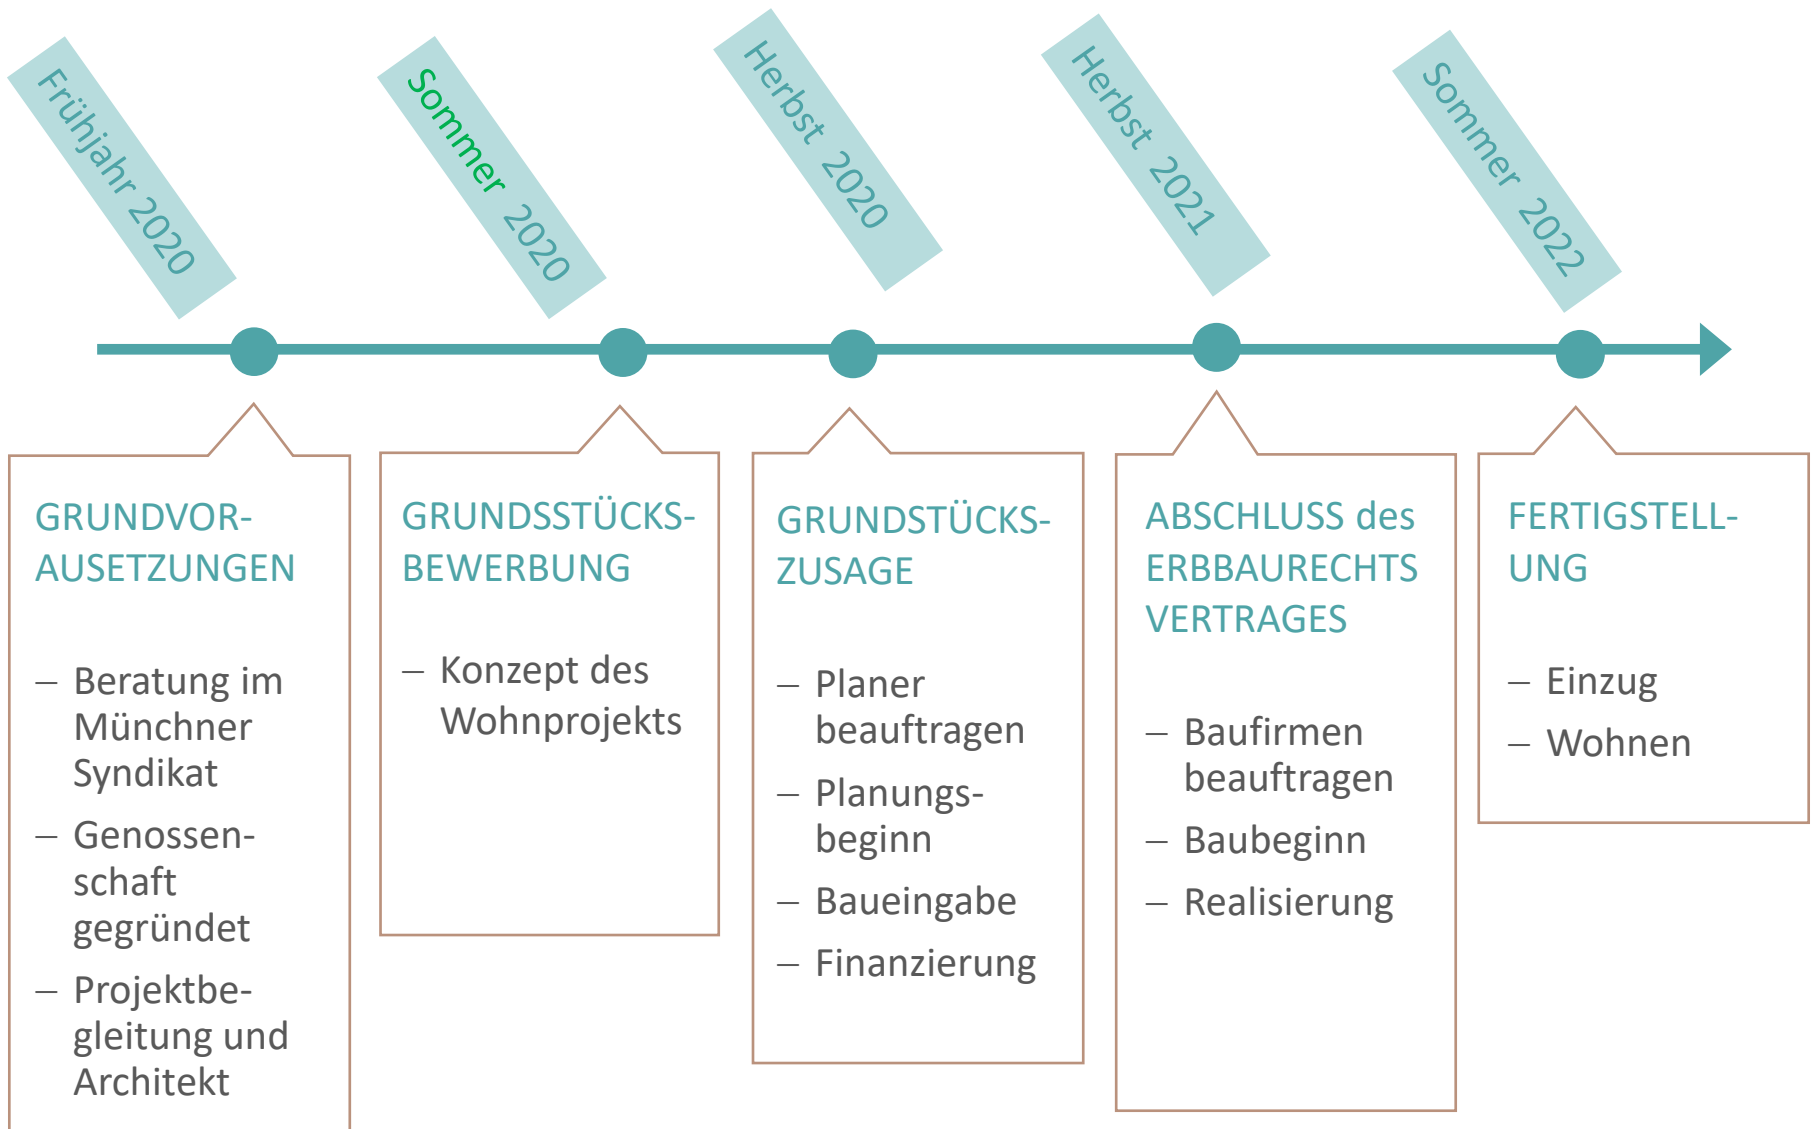 Frühjahr 2020
Sommer 2020
Herbst 2020
Herbst 2021
Sommer 2022
GRUNDVOR-
AUSETZUNGEN
– Beratung im
Münchner
Syndikat
– Genossen-
schaft
gegründet
– Projektbe-
gleitung und
Architekt
GRUNDSSTÜCKS-
BEWERBUNG
– Konzept des
Wohnprojekts
GRUNDSTÜCKS-
ZUSAGE
– Planer
beauftragen
– Planungs-
beginn
– Baueingabe
– Finanzierung
ABSCHLUSS des
ERBBAURECHTS
VERTRAGES
– Baufirmen
beauftragen
– Baubeginn
– Realisierung
FERTIGSTELL-
UNG
– Einzug
– Wohnen